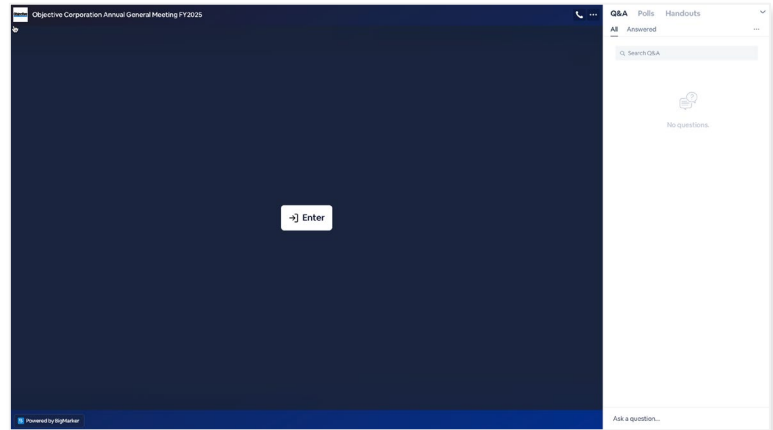 Objective
Objective Corporation Annual General Meeting FY2025
Enter
Powered by BigMarker
Q&A Polls Handouts
All Answered
Search Q&A
No questions.
Ask a question...